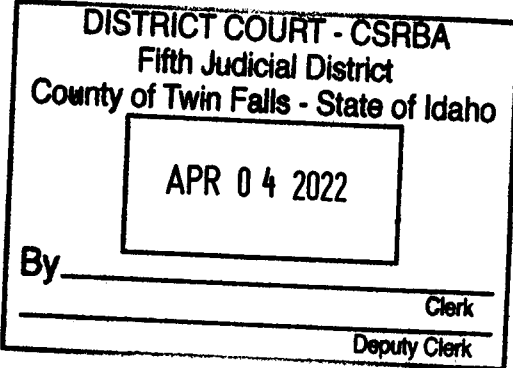 DISTRICT COURT - CSRBA
Fifth Judicial District
County of Twin Falls - State of Idaho
APR 04 2022
By
Clerk
Deputy Clerk